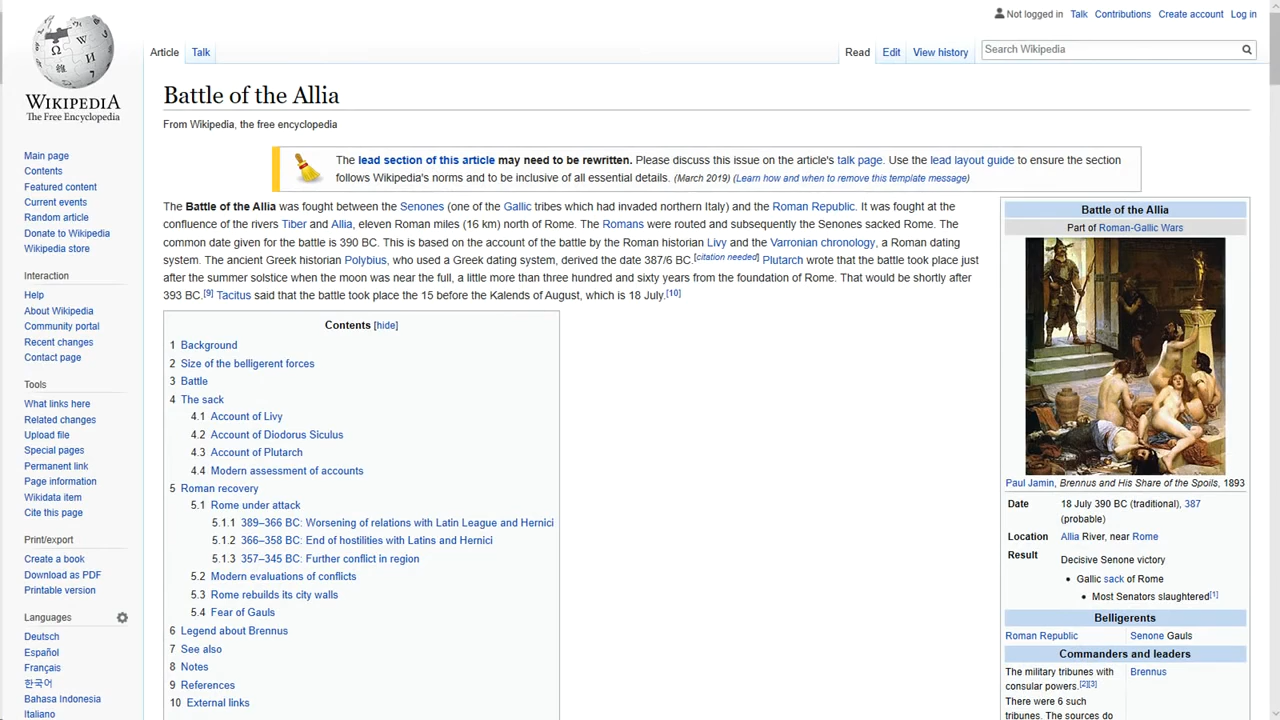 Not logged in Talk Contributions Create account Log in
Article Talk Read Edit View history Search Wikipedia
WIKIPEDIA
The Free Encyclopedia
Main page
Contents
Featured content
Current events
Random article
Donate to Wikipedia
Wikipedia store
Interaction
Help
About Wikipedia
Community portal
Recent changes
Contact page
Tools
What links here
Related changes
Upload file
Special pages
Permanent link
Page information
Wikidata item
Cite this page
Print/export
Create a book
Download as PDF
Printable version
Languages
Deutsch
Español
Français
한국어
Bahasa Indonesia
Italiano
Battle of the Allia
From Wikipedia, the free encyclopedia
The lead section of this article may need to be rewritten. Please discuss this issue on the article's talk page. Use the lead layout guide to ensure the section
follows Wikipedia's norms and to be inclusive of all essential details. (March 2019) (Learn how and when to remove this template message)
The Battle of the Allia was fought between the Senones (one of the Gallic tribes which had invaded northern Italy) and the Roman Republic. It was fought at the
confluence of the rivers Tiber and Allia, eleven Roman miles (16 km) north of Rome. The Romans were routed and subsequently the Senones sacked Rome. The
common date given for the battle is 390 BC. This is based on the account of the battle by the Roman historian Livy and the Varronian chronology, a Roman dating
system. The ancient Greek historian Polybius, who used a Greek dating system, derived the date 387/6 BC.[citation needed] Plutarch wrote that the battle took place just
after the summer solstice when the moon was near the full, a little more than three hundred and sixty years from the foundation of Rome. That would be shortly after
393 BC.[9] Tacitus said that the battle took place the 15 before the Kalends of August, which is 18 July.[10]
Contents [hide]
1 Background
2 Size of the belligerent forces
3 Battle
4 The sack
4.1 Account of Livy
4.2 Account of Diodorus Siculus
4.3 Account of Plutarch
4.4 Modern assessment of accounts
5 Roman recovery
5.1 Rome under attack
5.1.1 389–366 BC: Worsening of relations with Latin League and Hernici
5.1.2 366–358 BC: End of hostilities with Latins and Hernici
5.1.3 357–345 BC: Further conflict in region
5.2 Modern evaluations of conflicts
5.3 Rome rebuilds its city walls
5.4 Fear of Gauls
6 Legend about Brennus
7 See also
8 Notes
9 References
10 External links
Battle of the Allia
Part of Roman-Gallic Wars
Paul Jamin, Brennus and His Share of the Spoils, 1893
Date 18 July 390 BC (traditional), 387
(probable)
Location Allia River, near Rome
Result Decisive Senone victory
• Gallic sack of Rome
• Most Senators slaughtered[1]
Belligerents
Roman Republic Senone Gauls
Commanders and leaders
The military tribunes with Brennus
consular powers.[2][3]
There were 6 such
tribunes. The sources do